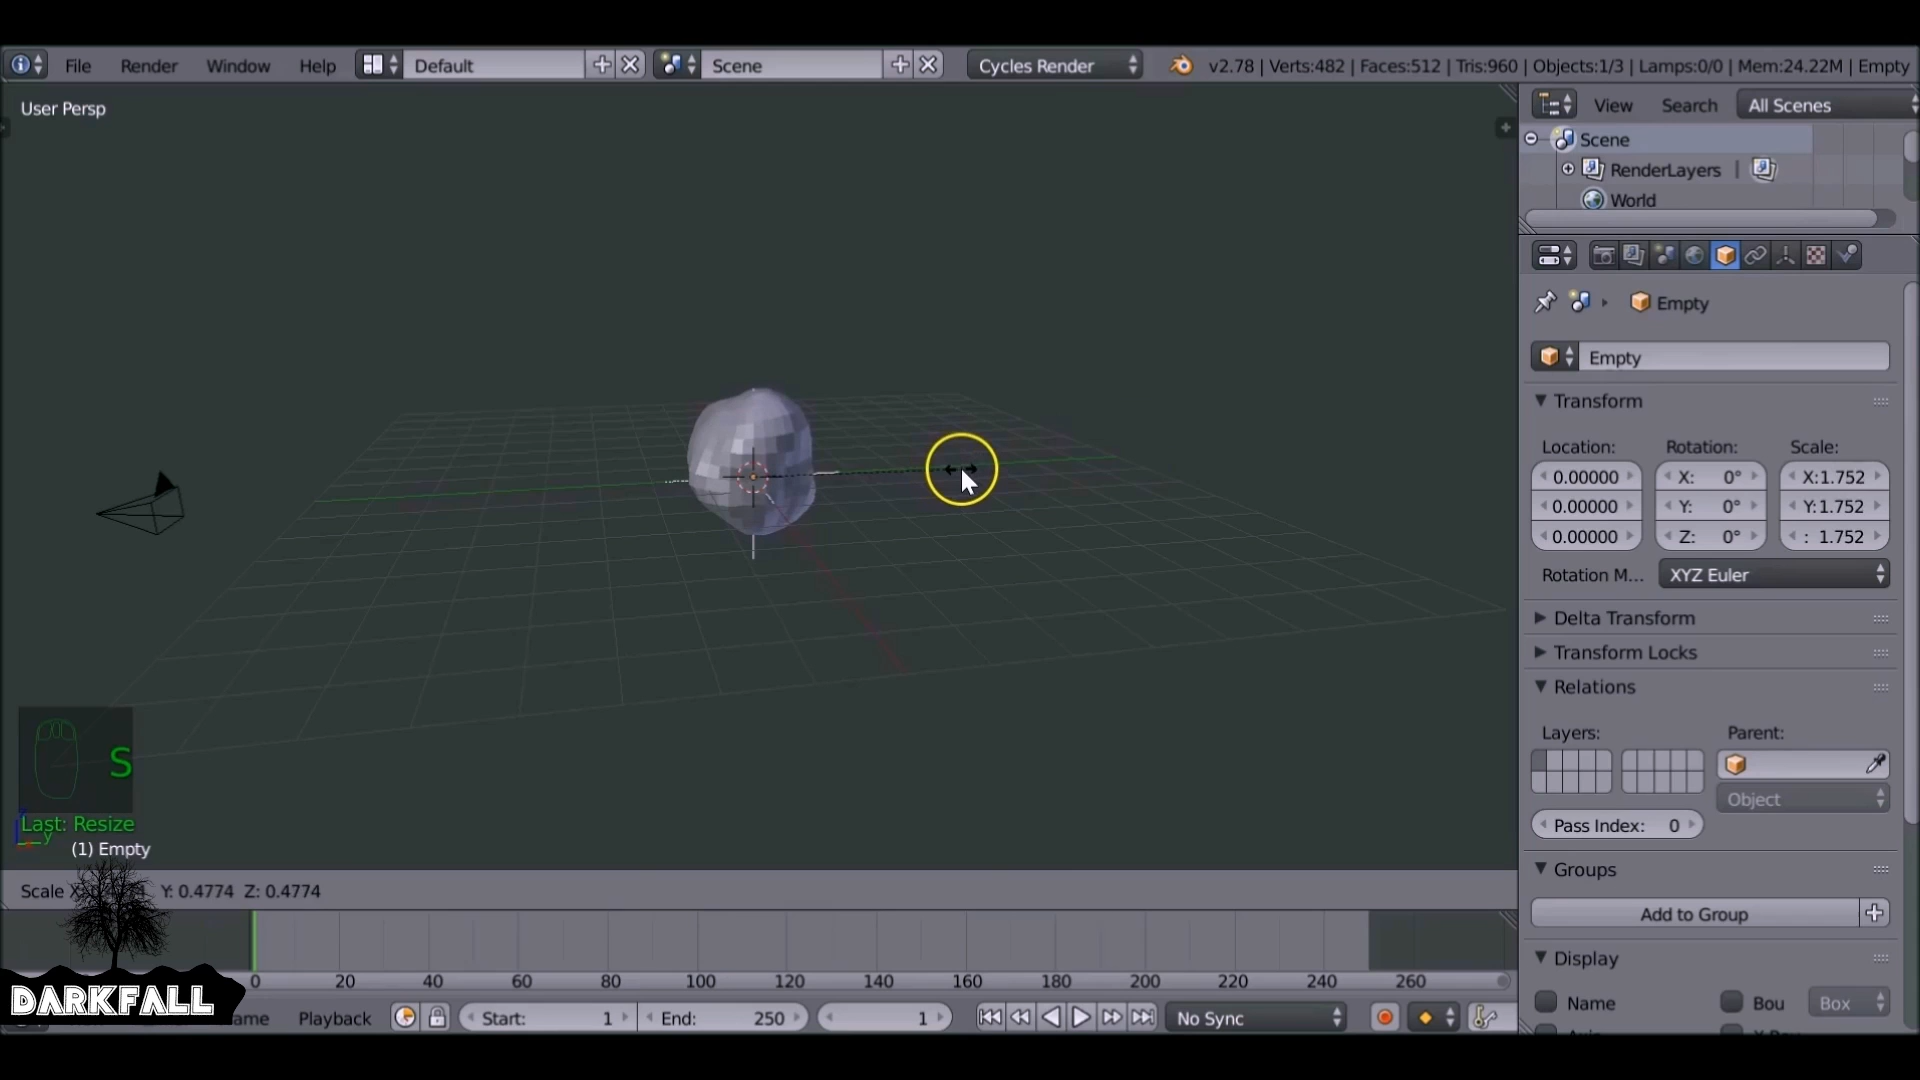 File Render Window Help Default Scene Cycles Render v2.78 | Verts:482 | Faces:512 | Tris:960 | Objects:1/3 | Lamps:0/0 | Mem:24.22M | Empty
User Persp
View Search All Scenes
Scene
RenderLayers |
World
Empty
Empty
Transform
Location: Rotation: Scale:
0.00000 X: 0° X:1.752
0.00000 Y: 0° Y:1.752
0.00000 Z: 0° : 1.752
Rotation M... XYZ Euler
Delta Transform
Transform Locks
Relations
Layers: Parent:
Object
Pass Index: 0
Groups
Add to Group
Display
Name Bou Box
S
Last: Resize
y
(1) Empty
Scale Y: 0.4774 Z: 0.4774
0 20 40 60 80 100 120 140 160 180 200 220 240 260
DARKFALL
Playback Start: 1 End: 250 1 No Sync